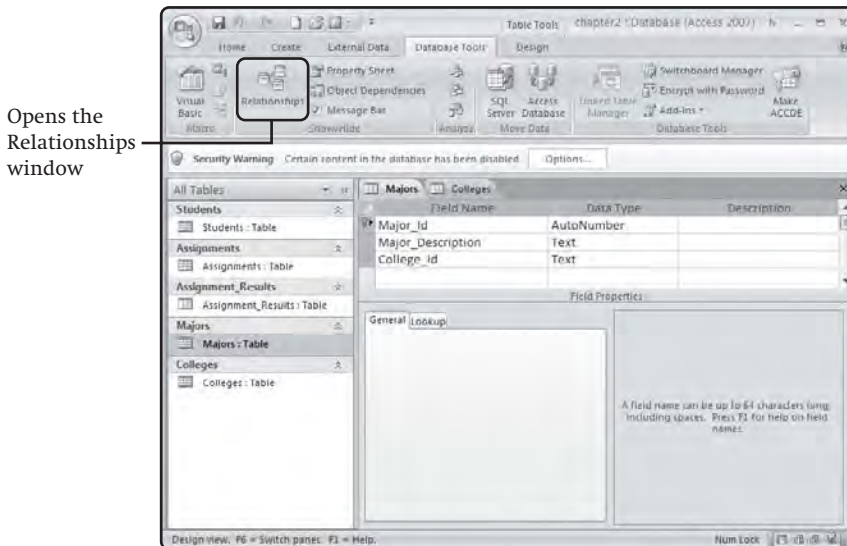 Opens the
Relationships
window
Table Tools chapter2 : Database (Access 2007)
Home Create External Data Database Tools Design
Visual
Basic
Macro
Relationships
Property Sheet
Object Dependencies
Message Bar
Show/Hide
Analyze
SQL
Server
Access
Database
Move Data
Linked Table
Manager
Switchboard Manager
Encrypt with Password
Add-Ins
Make
ACCDE
Database Tools
Security Warning Certain content in the database has been disabled Options...
All Tables
Students
Students : Table
Assignments
Assignments : Table
Assignment_Results
Assignment_Results : Table
Majors
Majors : Table
Colleges
Colleges : Table
Majors Colleges
Field Name Data Type Description
Major_Id AutoNumber
Major_Description Text
College_Id Text
Field Properties
General Lookup
A field name can be up to 64 characters long,
including spaces. Press F1 for help on field
names.
Design view. F6 = Switch panes. F1 = Help.
Num Lock